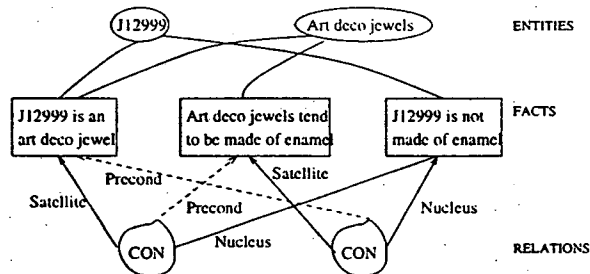 J12999
Art deco jewels
ENTITIES
J12999 is an
art deco jewel
Art deco jewels tend
to be made of enamel
J12999 is not
made of enamel
FACTS
Precond
Satellite
Satellite
Precond
Nucleus
Nucleus
CON
CON
RELATIONS